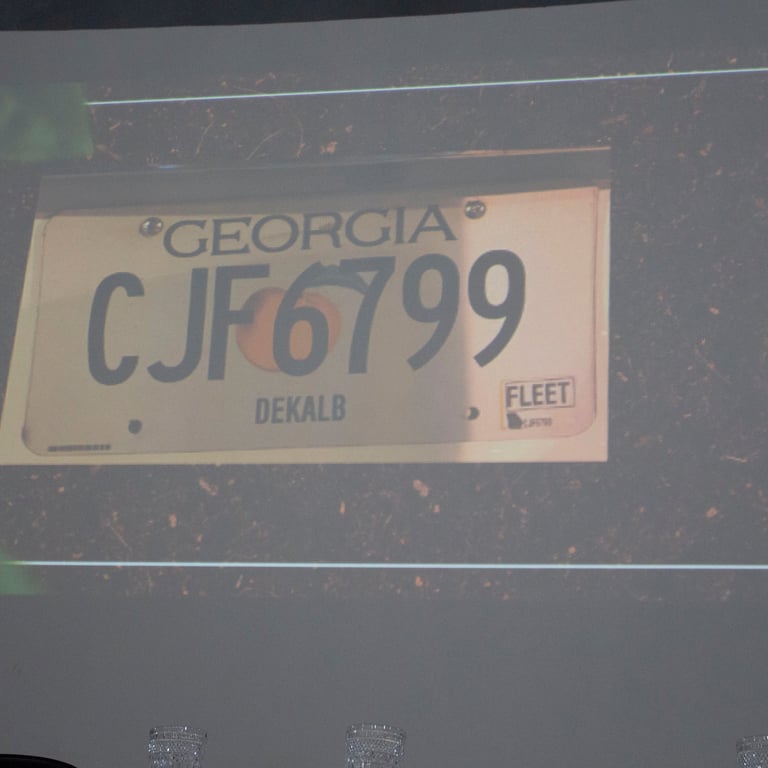 GEORGIA
CJF6799
DEKALB
FLEET